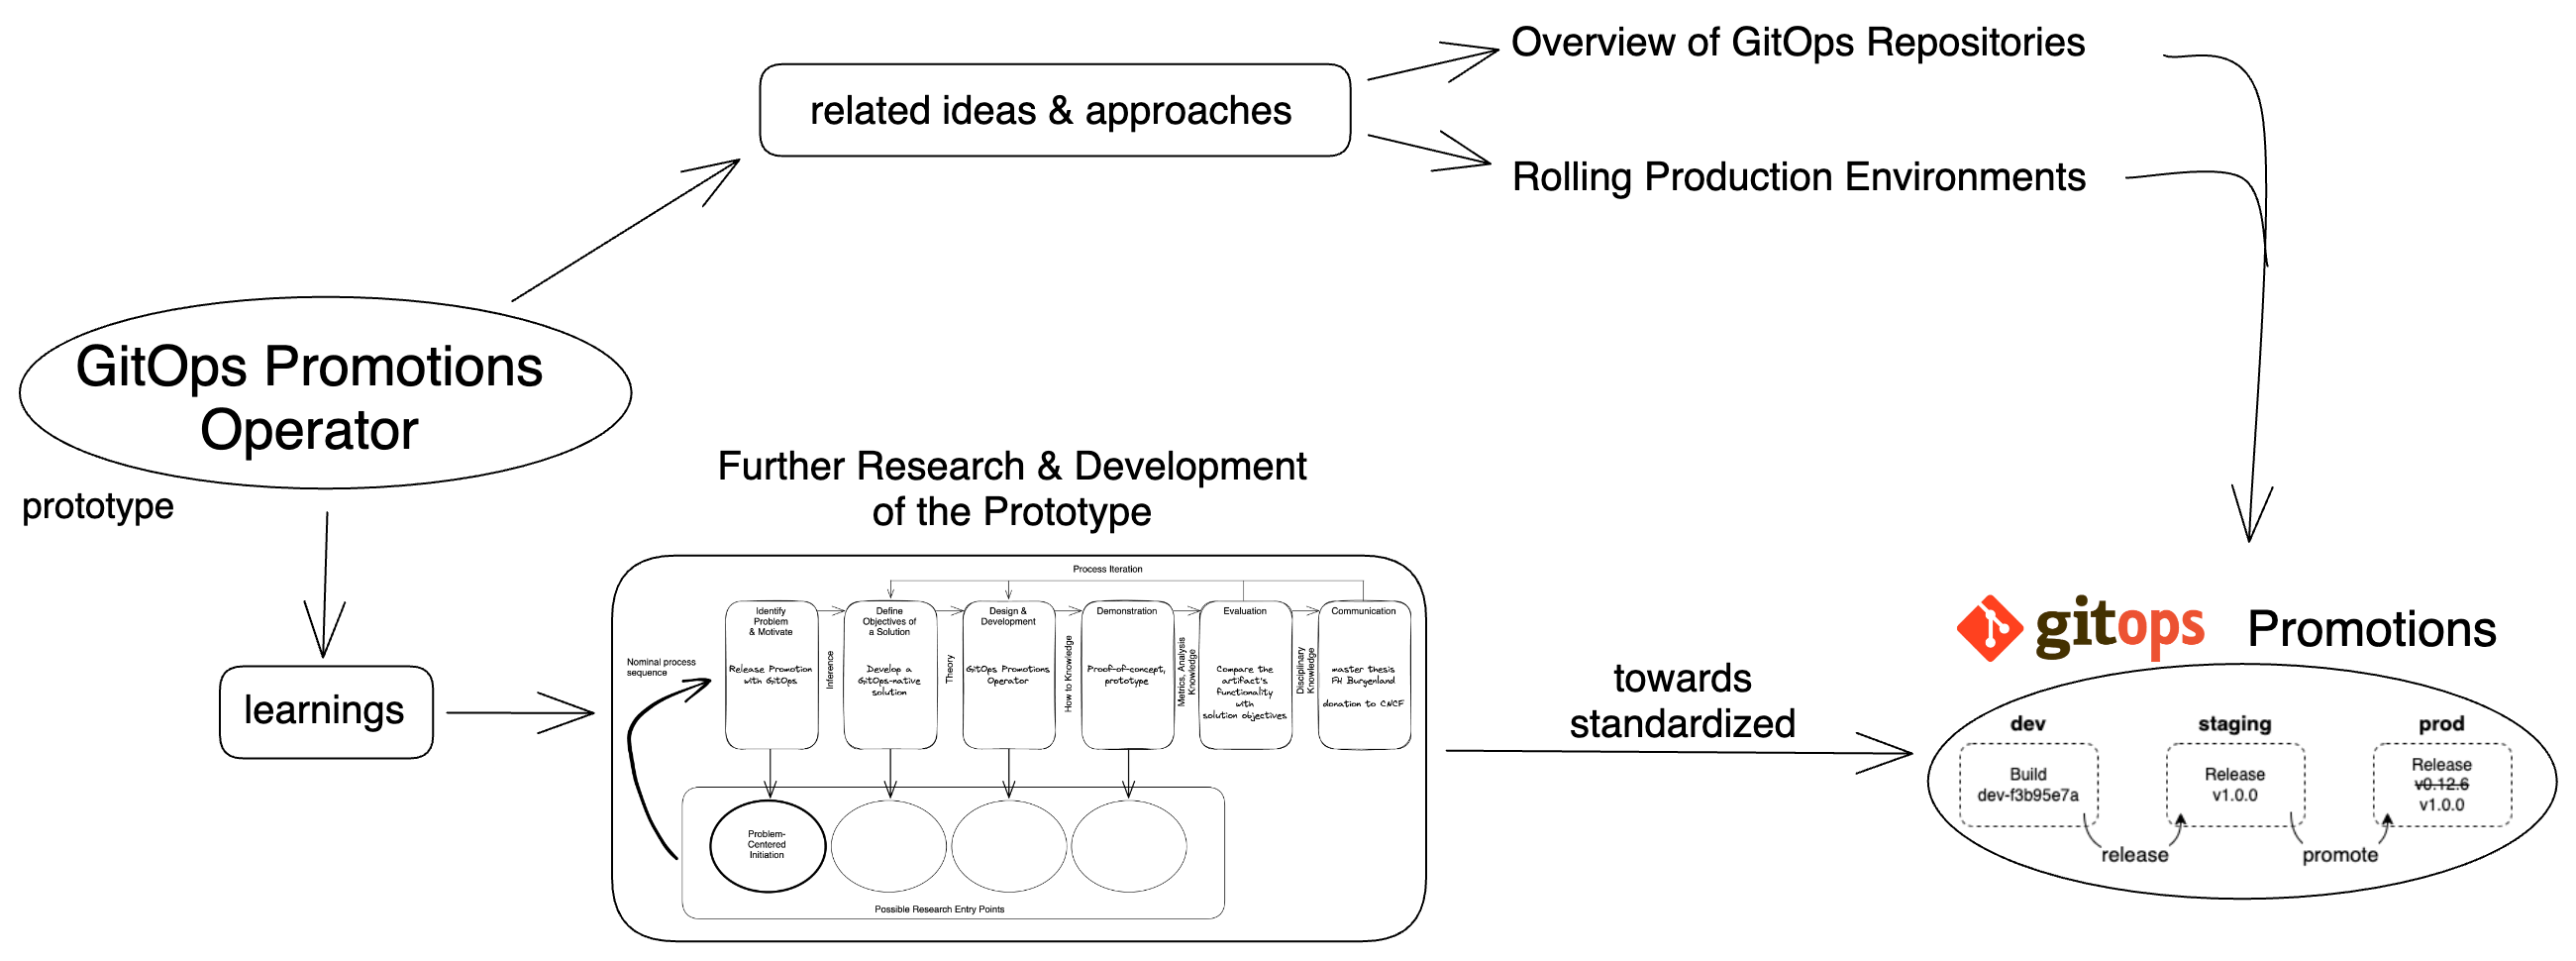 Overview of GitOps Repositories
related ideas & approaches
Rolling Production Environments
GitOps Promotions
Operator
prototype
learnings
Further Research & Development
of the Prototype
Process Iteration
Nominal process
sequence
Identify
Problem
& Motivate
Release Promotion
with GitOps
Inference
Define
Objectives of
a Solution
Develop a
GitOps-native
solution
Theory
Design &
Development
GitOps Promotions
Operator
How to Knowledge
Demonstration
Proof-of-concept,
prototype
Metrics, Analysis
Knowledge
Evaluation
Compare the
artifact's
functionality
with
solution objectives
Disciplinary
Knowledge
Communication
master thesis
FH Burgenland
donation to CNCF
Problem-
Centered
Initiation
Possible Research Entry Points
towards
standardized
gitops Promotions
dev
Build
dev-f3b95e7a
release
staging
Release
v1.0.0
promote
prod
Release
v0.12.6
v1.0.0